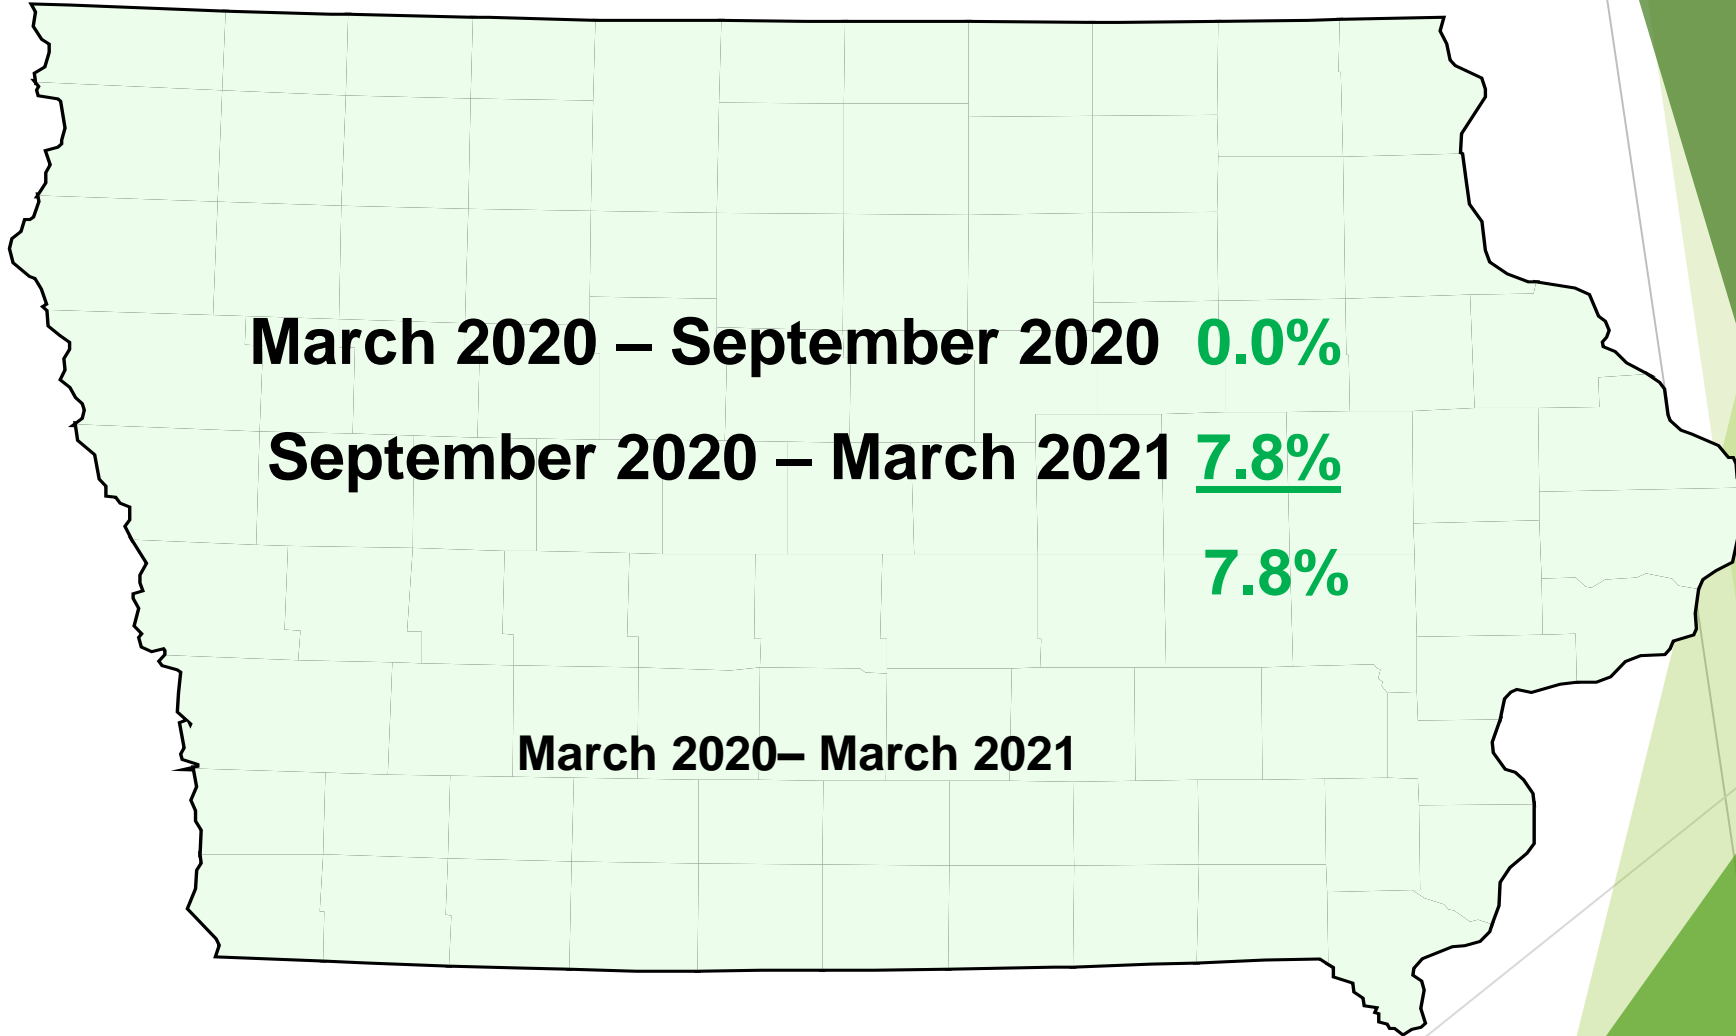 March 2020 – September 2020 0.0%
September 2020 – March 2021 7.8%
7.8%
March 2020– March 2021